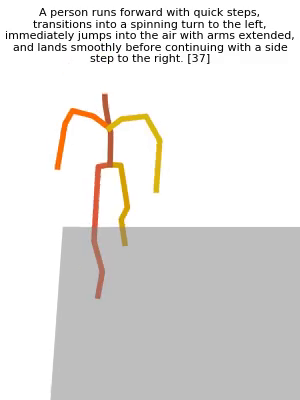 A person runs forward with quick steps,
transitions into a spinning turn to the left,
immediately jumps into the air with arms extended,
and lands smoothly before continuing with a side
step to the right. [37]